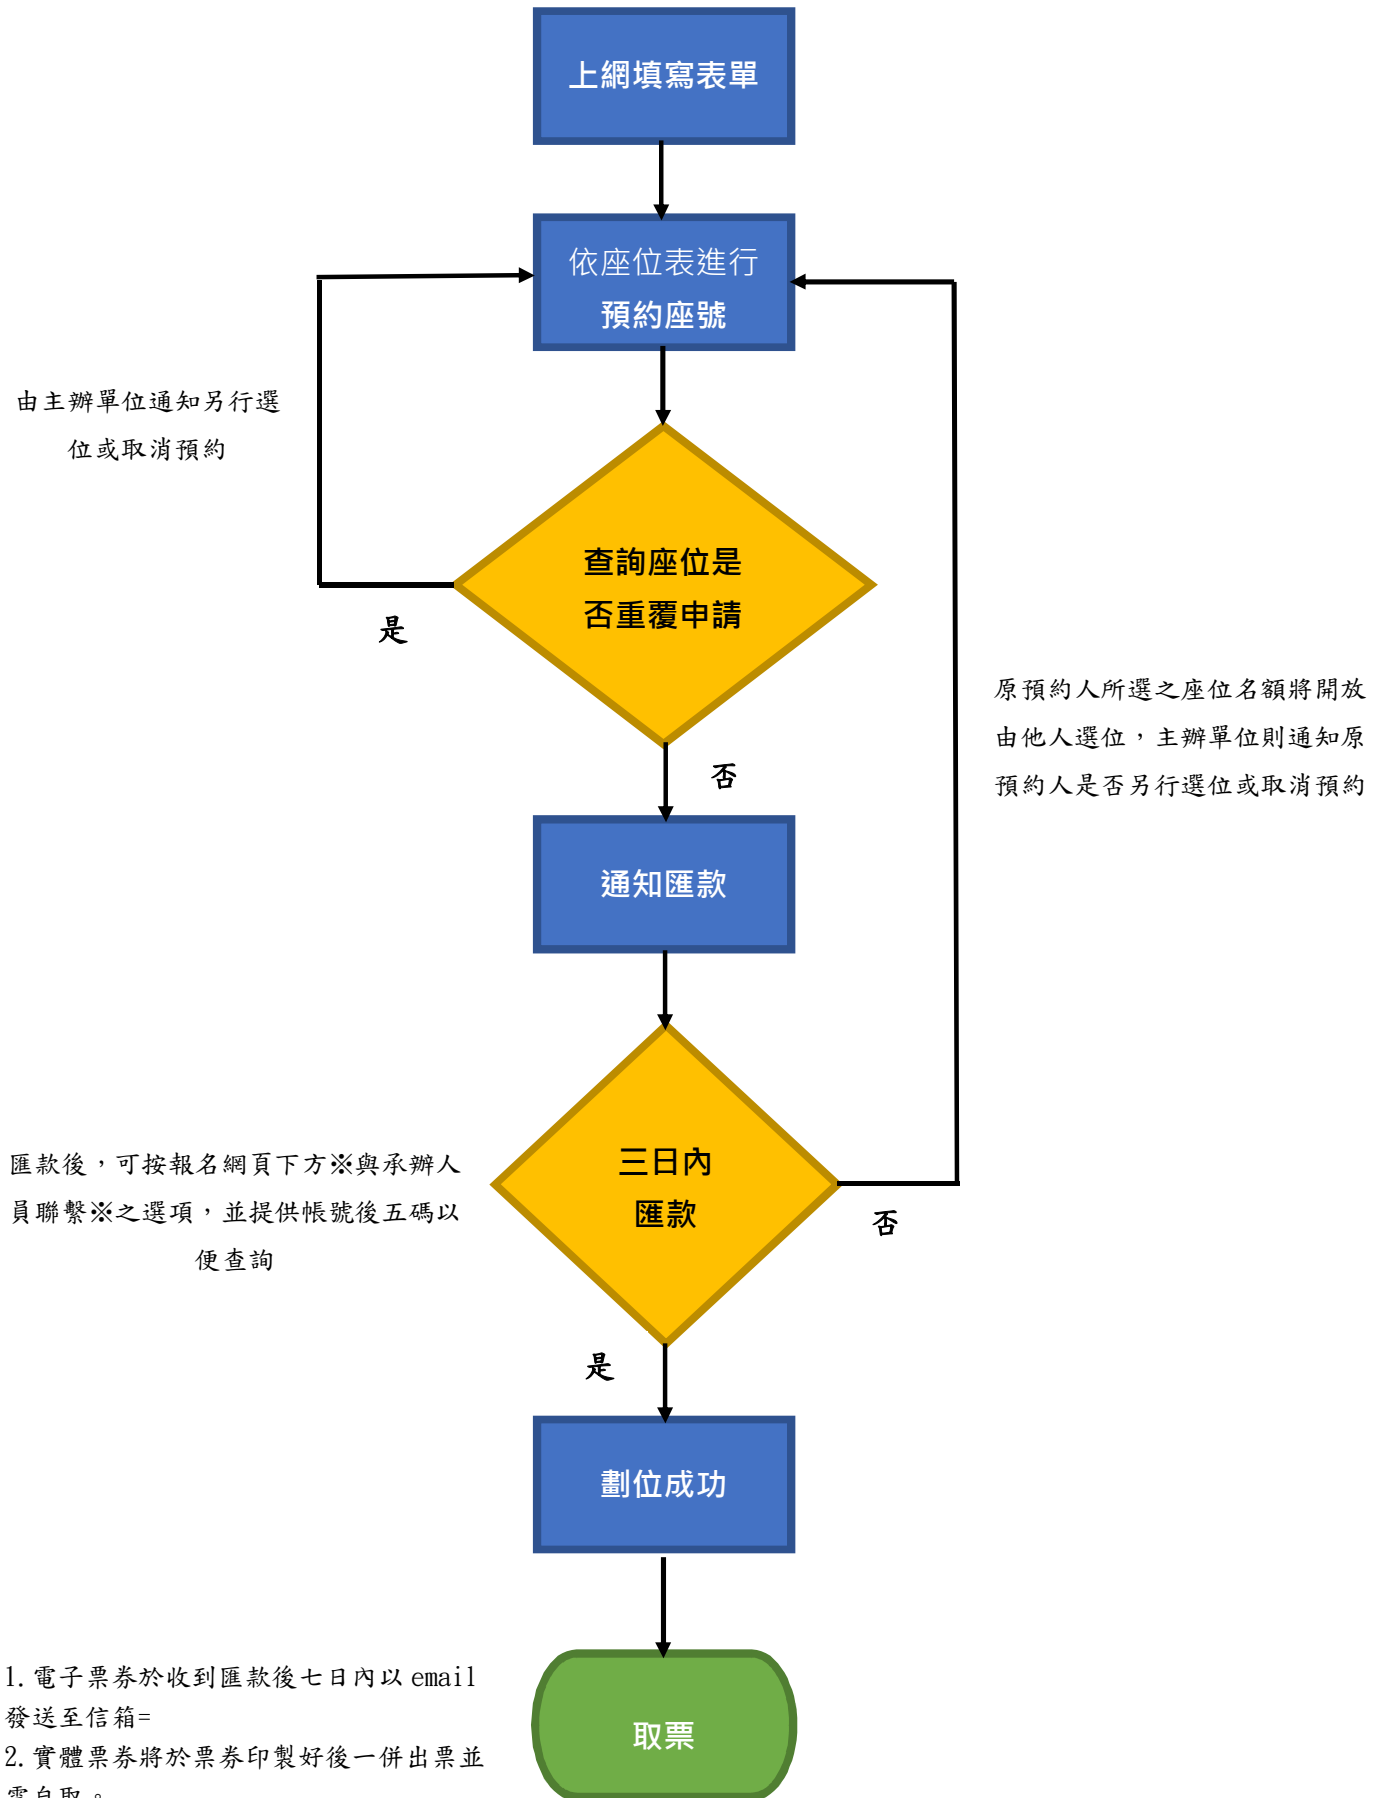 上網填寫表單
依座位表進行
預約座號
由主辦單位通知另行選
位或取消預約
查詢座位是
否重覆申請
是
原預約人所選之座位名額將開放
由他人選位，主辦單位則通知原
預約人是否另行選位或取消預約
否
通知匯款
三日內
匯款
匯款後，可按報名網頁下方※與承辦人
員聯繫※之選項，並提供帳號後五碼以
便查詢
否
是
劃位成功
1.電子票券於收到匯款後七日內以 email
發送至信箱=
2.實體票券將於票券印製好後一併出票並
需自取。
取票